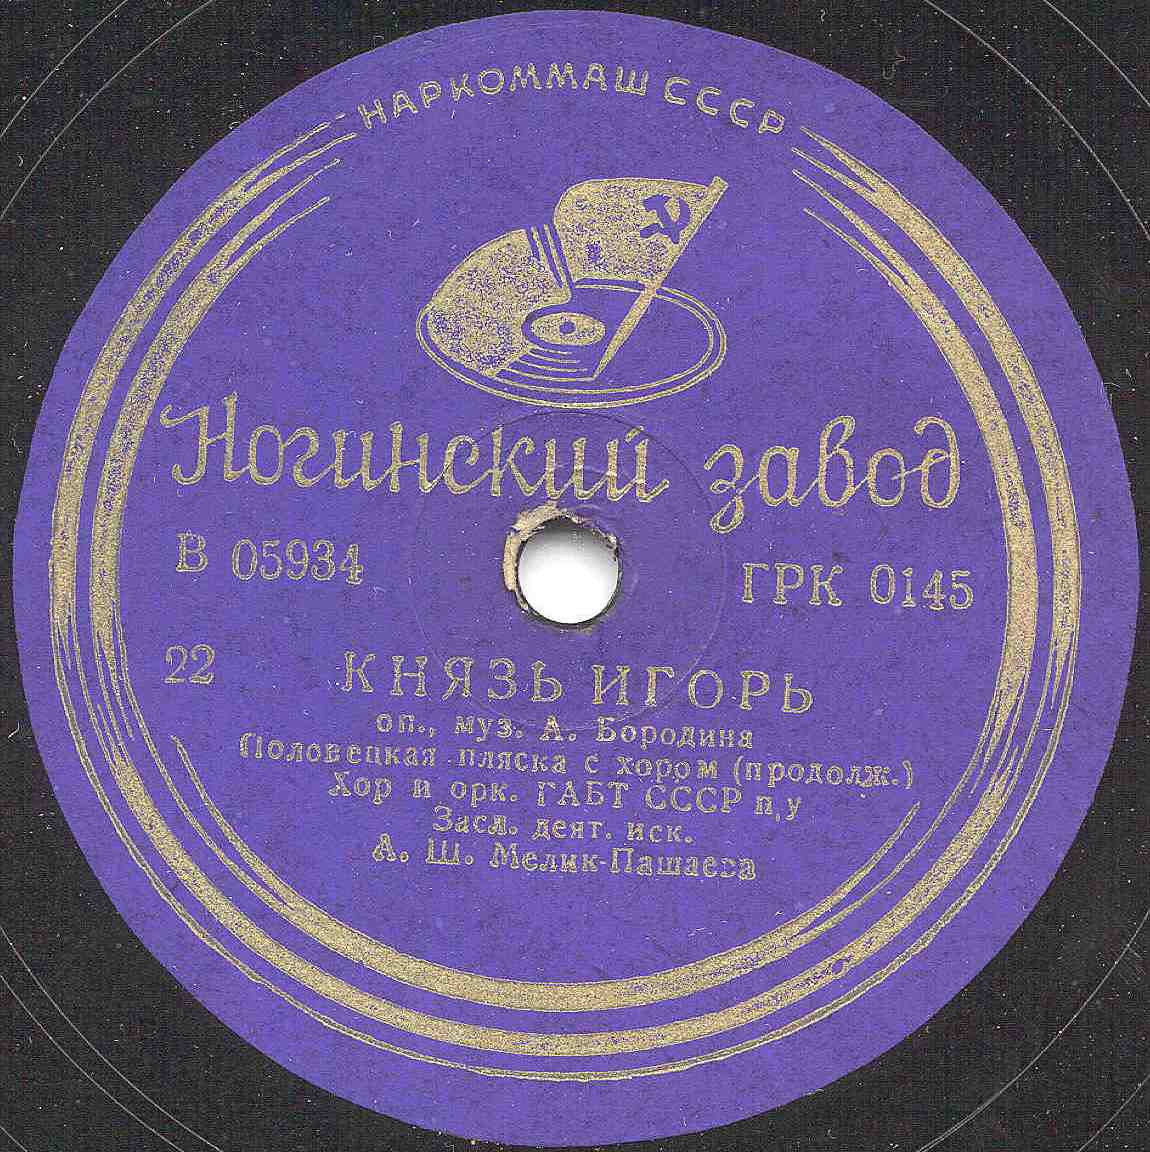 НАРКОММАШ СССР
Ногинский завод
В 05934
ГРК 0145
22
КНЯЗЬ ИГОРЬ
оп., муз. А. Бородина
Половецкая пляска с хором (продолж.)
Хор и орк. ГАБТ СССР п/у
Засл. деят. иск.
А. Ш. Мелик-Пашаева